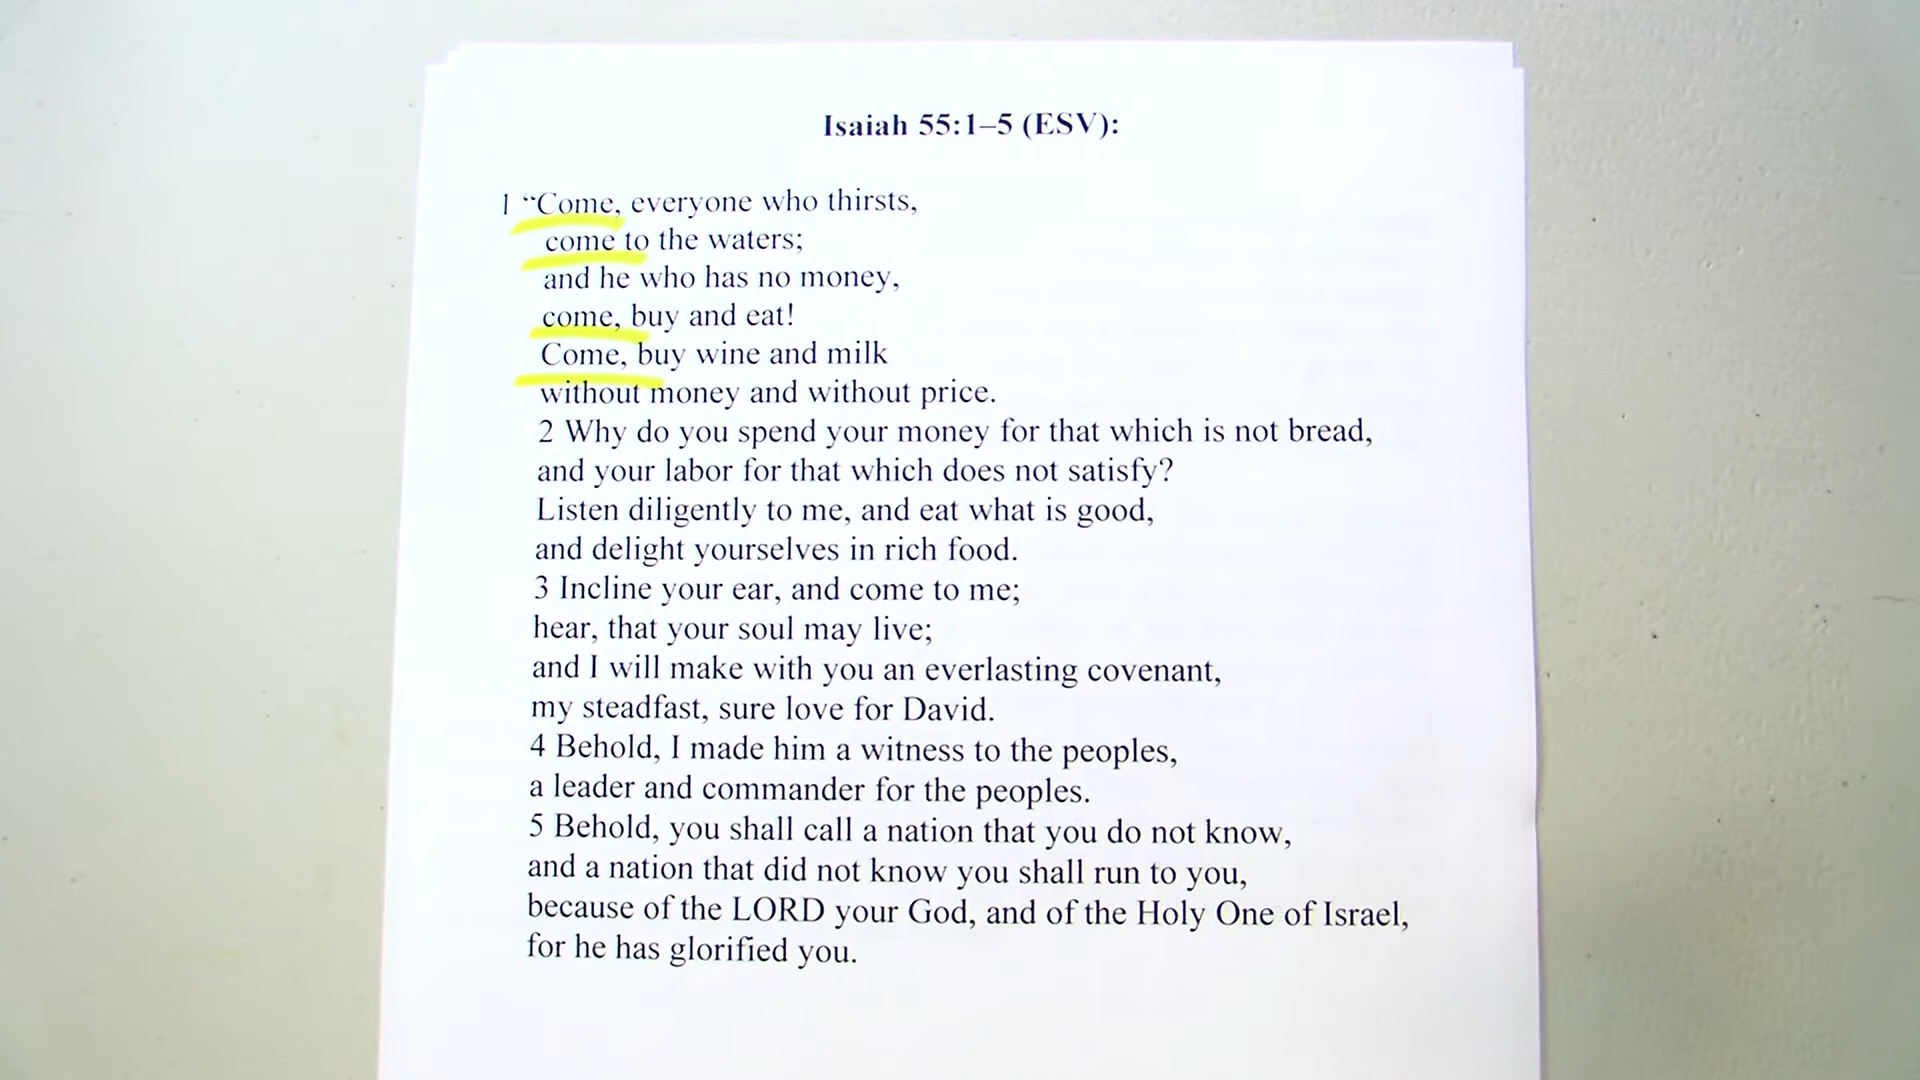 Isaiah 55:1–5 (ESV):
1 “Come, everyone who thirsts,
come to the waters;
and he who has no money,
come, buy and eat!
Come, buy wine and milk
without money and without price.
2 Why do you spend your money for that which is not bread,
and your labor for that which does not satisfy?
Listen diligently to me, and eat what is good,
and delight yourselves in rich food.
3 Incline your ear, and come to me;
hear, that your soul may live;
and I will make with you an everlasting covenant,
my steadfast, sure love for David.
4 Behold, I made him a witness to the peoples,
a leader and commander for the peoples.
5 Behold, you shall call a nation that you do not know,
and a nation that did not know you shall run to you,
because of the LORD your God, and of the Holy One of Israel,
for he has glorified you.